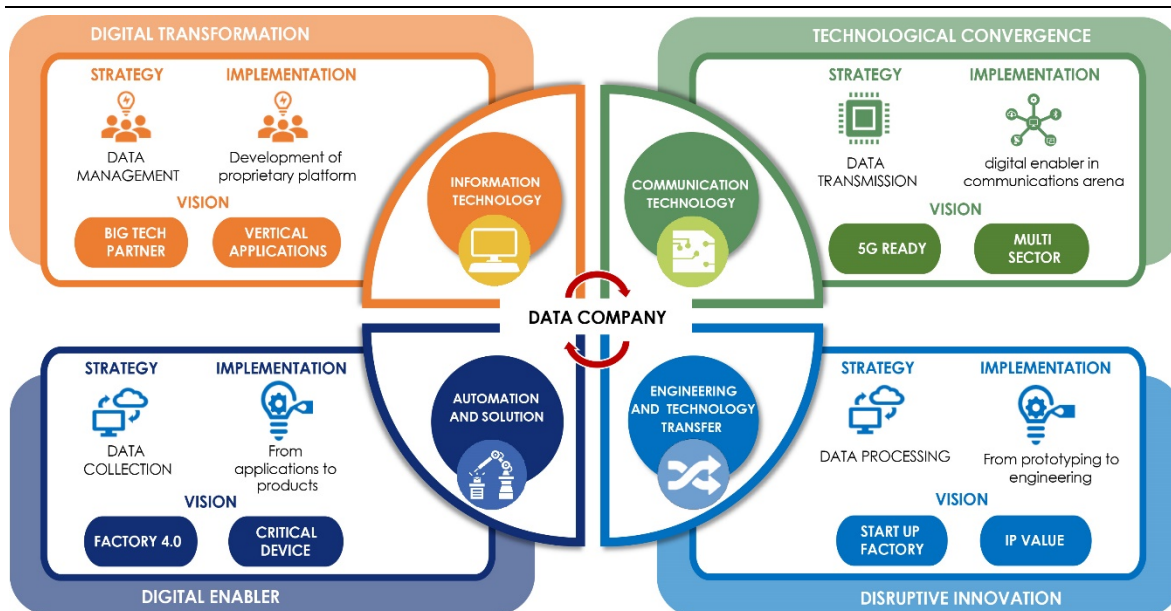 DIGITAL TRANSFORMATION
STRATEGY
DATA
MANAGEMENT
IMPLEMENTATION
Development of
proprietary platform
VISION
BIG TECH
PARTNER
VERTICAL
APPLICATIONS
INFORMATION
TECHNOLOGY
TECHNOLOGICAL CONVERGENCE
STRATEGY
DATA
TRANSMISSION
IMPLEMENTATION
digital enabler in
communications arena
VISION
5G READY
MULTI
SECTOR
COMMUNICATION
TECHNOLOGY
DATA COMPANY
STRATEGY
DATA
COLLECTION
IMPLEMENTATION
From
applications to
products
VISION
FACTORY 4.0
CRITICAL
DEVICE
DIGITAL ENABLER
AUTOMATION
AND SOLUTION
ENGINEERING
AND TECHNOLOGY
TRANSFER
STRATEGY
DATA PROCESSING
IMPLEMENTATION
From prototyping to
engineering
VISION
START UP
FACTORY
IP VALUE
DISRUPTIVE INNOVATION